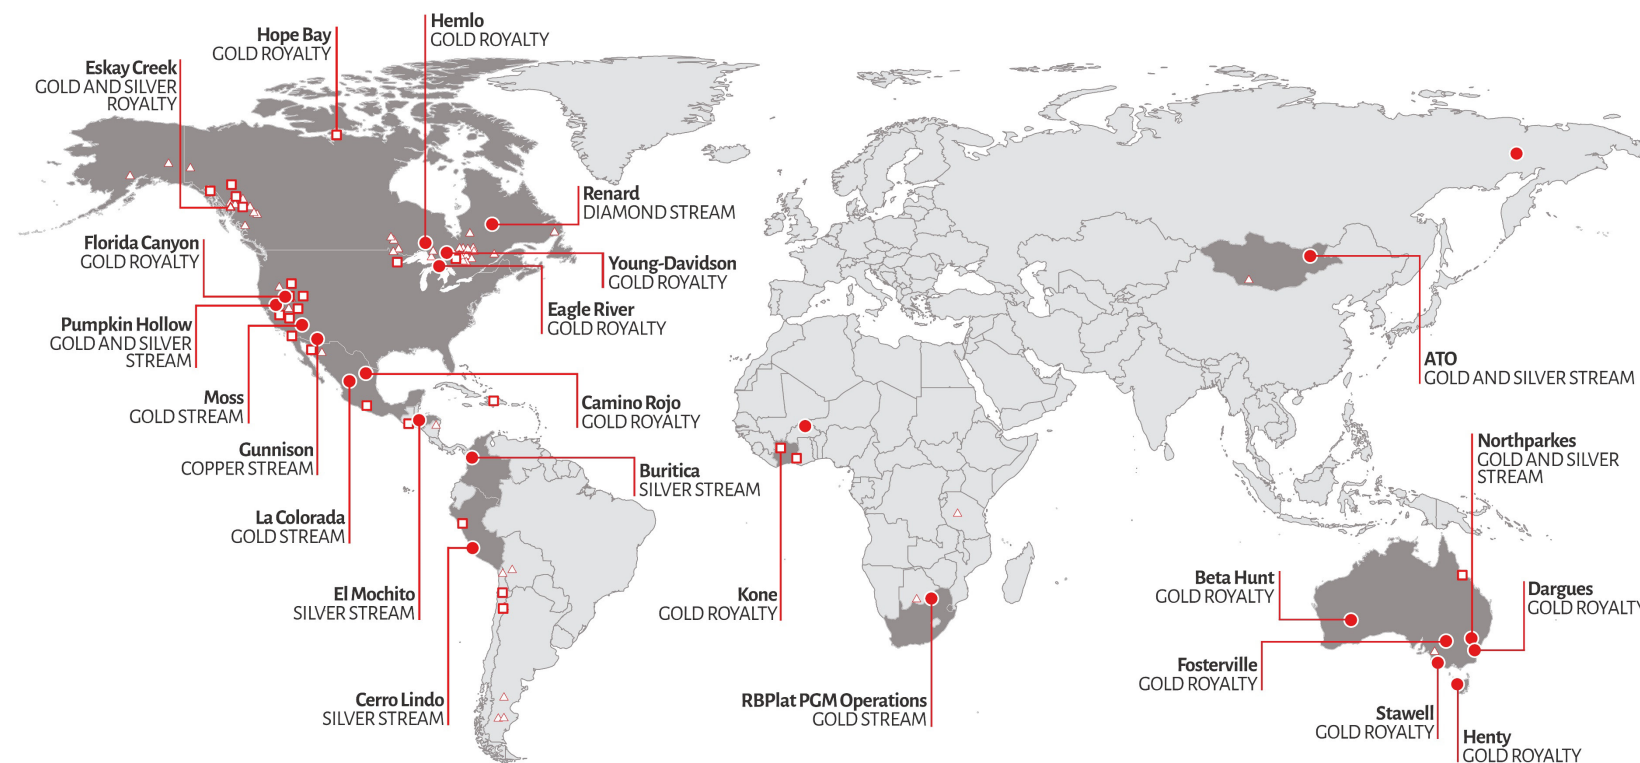 Hemlo
GOLD ROYALTY
Hope Bay
GOLD ROYALTY
Eskay Creek
GOLD AND SILVER
ROYALTY
Renard
DIAMOND STREAM
Florida Canyon
GOLD ROYALTY
Young-Davidson
GOLD ROYALTY
Eagle River
GOLD ROYALTY
Pumpkin Hollow
GOLD AND SILVER
STREAM
ATO
GOLD AND SILVER STREAM
Moss
GOLD STREAM
Camino Rojo
GOLD ROYALTY
Gunnison
COPPER STREAM
Northparkes
GOLD AND SILVER
STREAM
Buritica
SILVER STREAM
La Colorada
GOLD STREAM
El Mochito
SILVER STREAM
Kone
GOLD ROYALTY
Beta Hunt
GOLD ROYALTY
Dargues
GOLD ROYALTY
Fosterville
GOLD ROYALTY
Cerro Lindo
SILVER STREAM
RBPlat PGM Operations
GOLD STREAM
Stawell
GOLD ROYALTY
Henty
GOLD ROYALTY